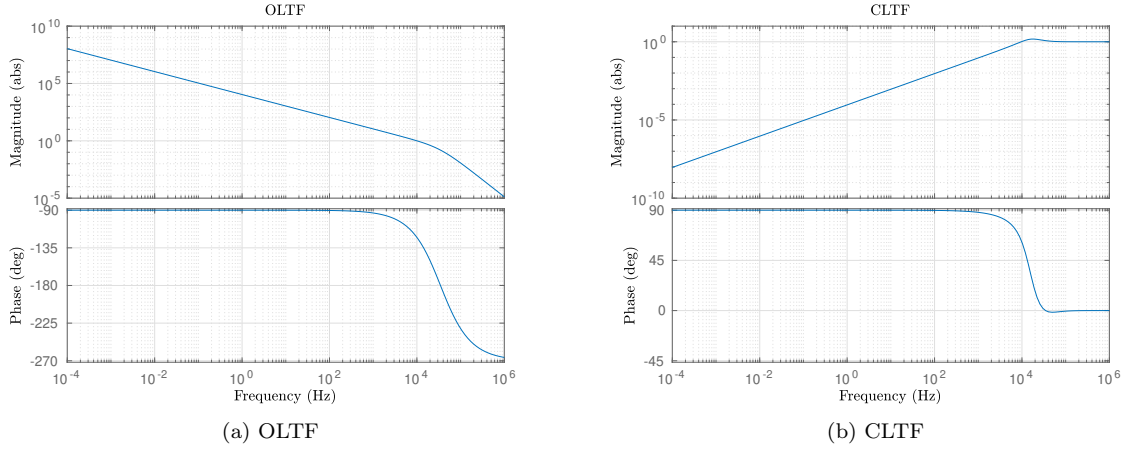 OLTF
10^10
10^5
10^0
10^-5
Magnitude (abs)
-90
-135
-180
-225
-270
Phase (deg)
10^-4 10^-2 10^0 10^2 10^4 10^6
Frequency (Hz)
(a) OLTF
CLTF
10^0
10^-5
10^-10
Magnitude (abs)
90
45
0
-45
Phase (deg)
10^-4 10^-2 10^0 10^2 10^4 10^6
Frequency (Hz)
(b) CLTF